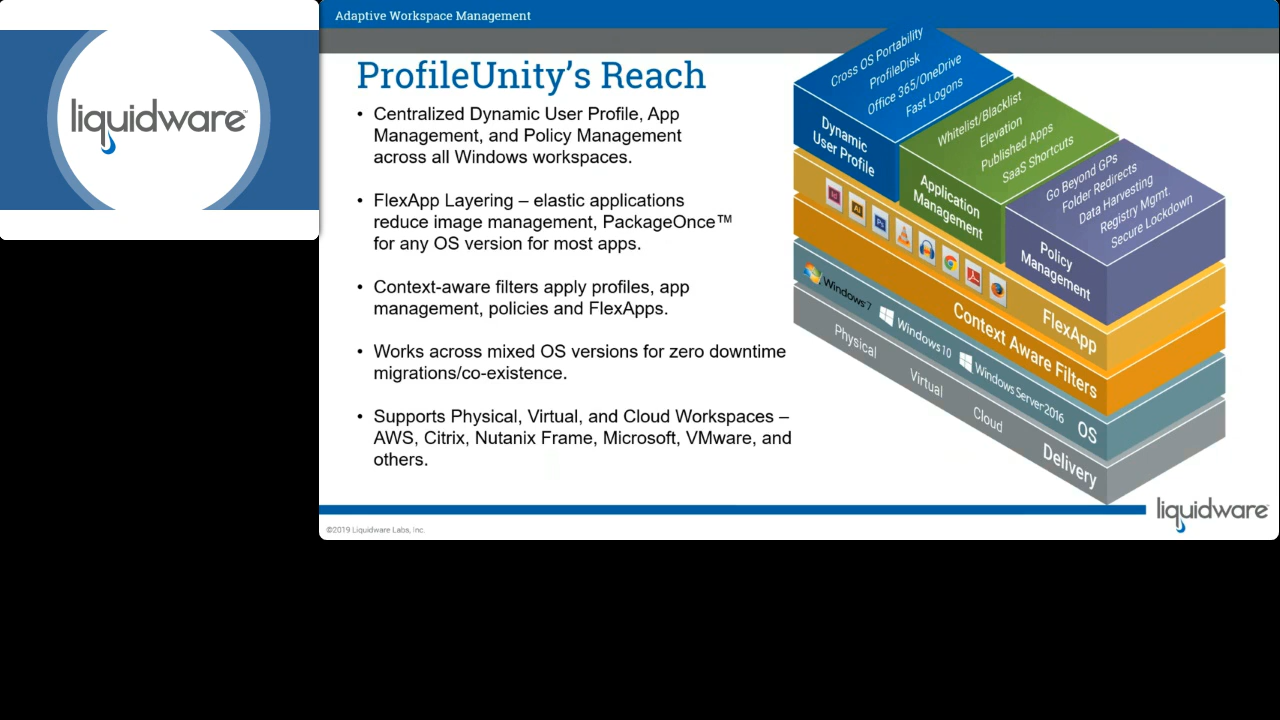 liquidware™
Adaptive Workspace Management
ProfileUnity's Reach
• Centralized Dynamic User Profile, App
Management, and Policy Management
across all Windows workspaces.
• FlexApp Layering – elastic applications
reduce image management, PackageOnce™
for any OS version for most apps.
• Context-aware filters apply profiles, app
management, policies and FlexApps.
• Works across mixed OS versions for zero downtime
migrations/co-existence.
• Supports Physical, Virtual, and Cloud Workspaces –
AWS, Citrix, Nutanix Frame, Microsoft, VMware, and
others.
Cross OS Portability
ProfileDisk
Office 365/OneDrive
Fast Logons
Dynamic
User Profile
Whitelist/Blacklist
Elevation
Published Apps
SaaS Shortcuts
Application
Management
Go Beyond GPs
Folder Redirects
Data Harvesting
Registry Mgmt.
Secure Lockdown
Policy
Management
Id
Ai
Ps
FlexApp
Context Aware Filters
Windows 7
Windows 10
Windows Server 2016
OS
Physical
Virtual
Cloud
Delivery
liquidware™
©2019 Liquidware Labs, Inc.